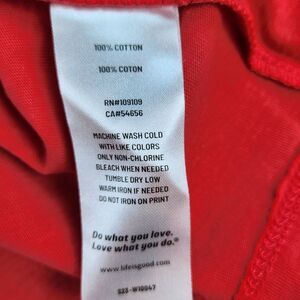 100% COTTON
100% COTON
RN#109109
CA#54656
MACHINE WASH COLD
WITH LIKE COLORS
ONLY NON-CHLORINE
BLEACH WHEN NEEDED
TUMBLE DRY LOW
WARM IRON IF NEEDED
DO NOT IRON ON PRINT
Do what you love.
Love what you do.®
www.lifeisgood.com
S23-W10047